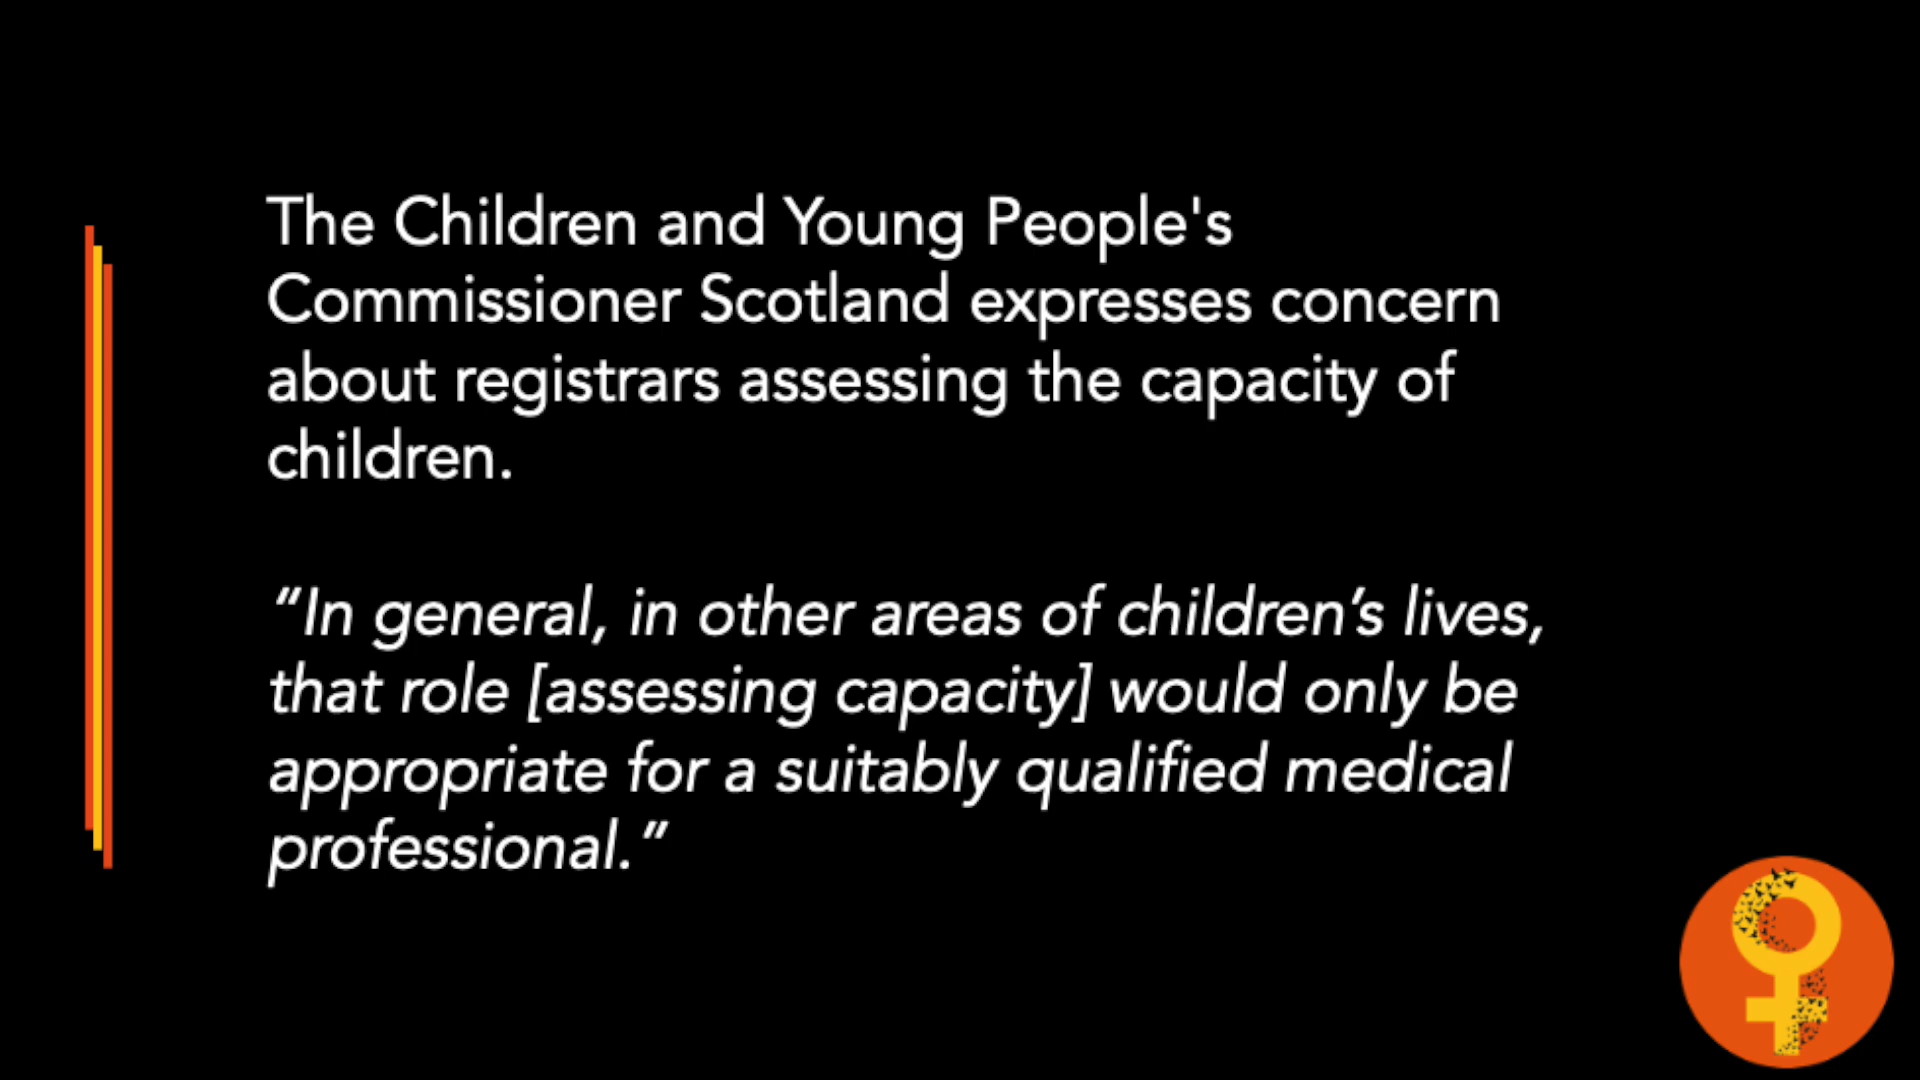 The Children and Young People's
Commissioner Scotland expresses concern
about registrars assessing the capacity of
children.
“In general, in other areas of children’s lives,
that role [assessing capacity] would only be
appropriate for a suitably qualified medical
professional.”